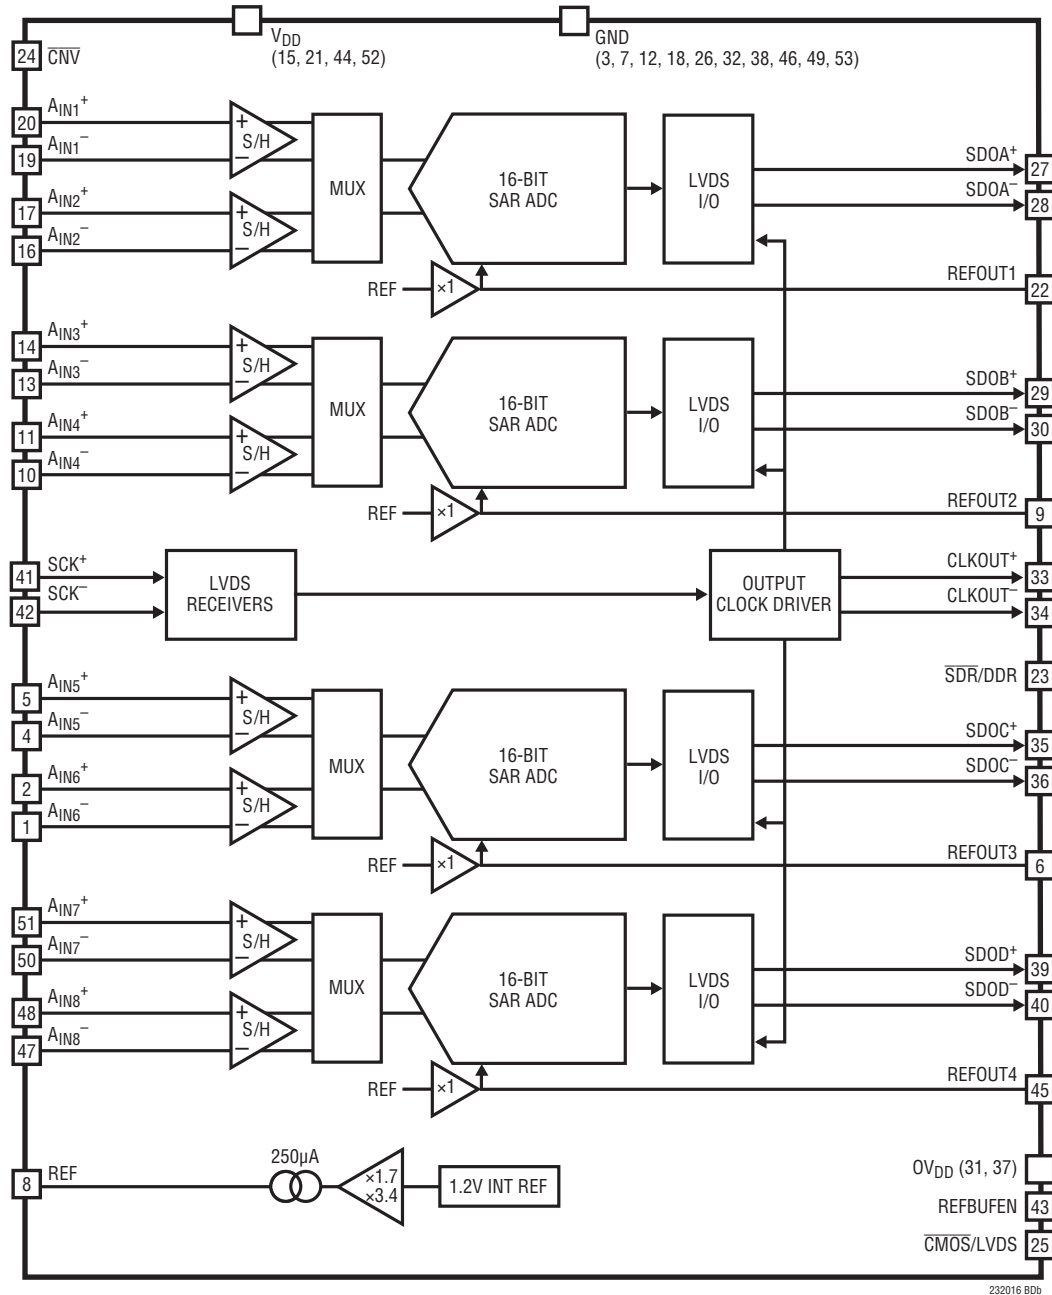 VDD
(15, 21, 44, 52)
GND
(3, 7, 12, 18, 26, 32, 38, 46, 49, 53)
24 C̅N̅V̅
20 AIN1+
19 AIN1–
17 AIN2+
16 AIN2–
+
–
S/H
+
–
S/H
MUX
16-BIT
SAR ADC
LVDS
I/O
SDOA+ 27
SDOA– 28
REF ×1
REFOUT1 22
14 AIN3+
13 AIN3–
11 AIN4+
10 AIN4–
+
–
S/H
+
–
S/H
MUX
16-BIT
SAR ADC
LVDS
I/O
SDOB+ 29
SDOB– 30
REF ×1
REFOUT2 9
41 SCK+
42 SCK–
LVDS
RECEIVERS
OUTPUT
CLOCK DRIVER
CLKOUT+ 33
CLKOUT– 34
S̅D̅R̅/DDR 23
5 AIN5+
4 AIN5–
2 AIN6+
1 AIN6–
+
–
S/H
+
–
S/H
MUX
16-BIT
SAR ADC
LVDS
I/O
SDOC+ 35
SDOC– 36
REF ×1
REFOUT3 6
51 AIN7+
50 AIN7–
48 AIN8+
47 AIN8–
+
–
S/H
+
–
S/H
MUX
16-BIT
SAR ADC
LVDS
I/O
SDOD+ 39
SDOD– 40
REF ×1
REFOUT4 45
8 REF
250µA
×1.7
×3.4
1.2V INT REF
OVDD (31, 37)
REFBUFEN 43
C̅M̅O̅S̅/LVDS 25
232016 BDb